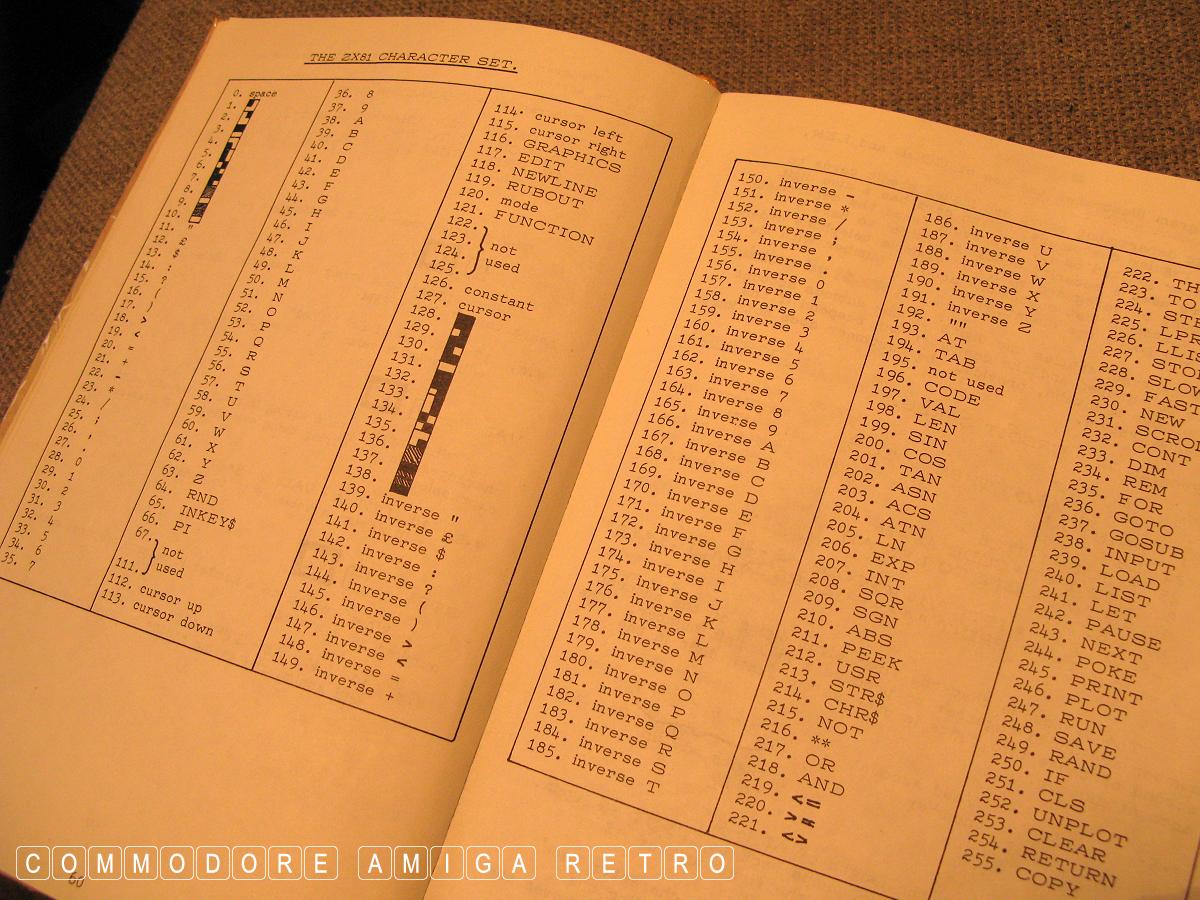 THE ZX81 CHARACTER SET.
0. space
1.
2.
3.
4.
5.
6.
7.
8.
9.
10.
11. "
12. £
13. $
14. :
15. ?
16. (
17. )
18. >
19. <
20. =
21. +
22. -
23. *
24. /
25. ;
26. ,
27. .
28. 0
29. 1
30. 2
31. 3
32. 4
33. 5
34. 6
35. 7
36. 8
37. 9
38. A
39. B
40. C
41. D
42. E
43. F
44. G
45. H
46. I
47. J
48. K
49. L
50. M
51. N
52. O
53. P
54. Q
55. R
56. S
57. T
58. U
59. V
60. W
61. X
62. Y
63. Z
64. RND
65. INKEY$
66. PI
67. } not
111. } used
112. cursor up
113. cursor down
114. cursor left
115. cursor right
116. GRAPHICS
117. EDIT
118. NEWLINE
119. RUBOUT
120. mode
121. FUNCTION
122.
123. } not
124. } used
125.
126. constant
127. cursor
128.
129.
130.
131.
132.
133.
134.
135.
136.
137.
138.
139. inverse "
140. inverse £
141. inverse $
142. inverse :
143. inverse ?
144. inverse (
145. inverse )
146. inverse >
147. inverse <
148. inverse =
149. inverse +
150. inverse -
151. inverse *
152. inverse /
153. inverse ;
154. inverse ,
155. inverse .
156. inverse 0
157. inverse 1
158. inverse 2
159. inverse 3
160. inverse 4
161. inverse 5
162. inverse 6
163. inverse 7
164. inverse 8
165. inverse 9
166. inverse A
167. inverse B
168. inverse C
169. inverse D
170. inverse E
171. inverse F
172. inverse G
173. inverse H
174. inverse I
175. inverse J
176. inverse K
177. inverse L
178. inverse M
179. inverse N
180. inverse O
181. inverse P
182. inverse Q
183. inverse R
184. inverse S
185. inverse T
186. inverse U
187. inverse V
188. inverse W
189. inverse X
190. inverse Y
191. inverse Z
192. ""
193. AT
194. TAB
195. not used
196. CODE
197. VAL
198. LEN
199. SIN
200. COS
201. TAN
202. ASN
203. ACS
204. ATN
205. LN
206. EXP
207. INT
208. SQR
209. SGN
210. ABS
211. PEEK
212. USR
213. STR$
214. CHR$
215. NOT
216. **
217. OR
218. AND
219. <=
220. >=
221. <>
222. TH
223. TO
224. STE
225. LPR
226. LLIS
227. STOP
228. SLOW
229. FAST
230. NEW
231. SCROL
232. CONT
233. DIM
234. REM
235. FOR
236. GOTO
237. GOSUB
238. INPUT
239. LOAD
240. LIST
241. LET
242. PAUSE
243. NEXT
244. POKE
245. PRINT
246. PLOT
247. RUN
248. SAVE
249. RAND
250. IF
251. CLS
252. UNPLOT
253. CLEAR
254. RETURN
255. COPY
60
COMMODORE AMIGA RETRO